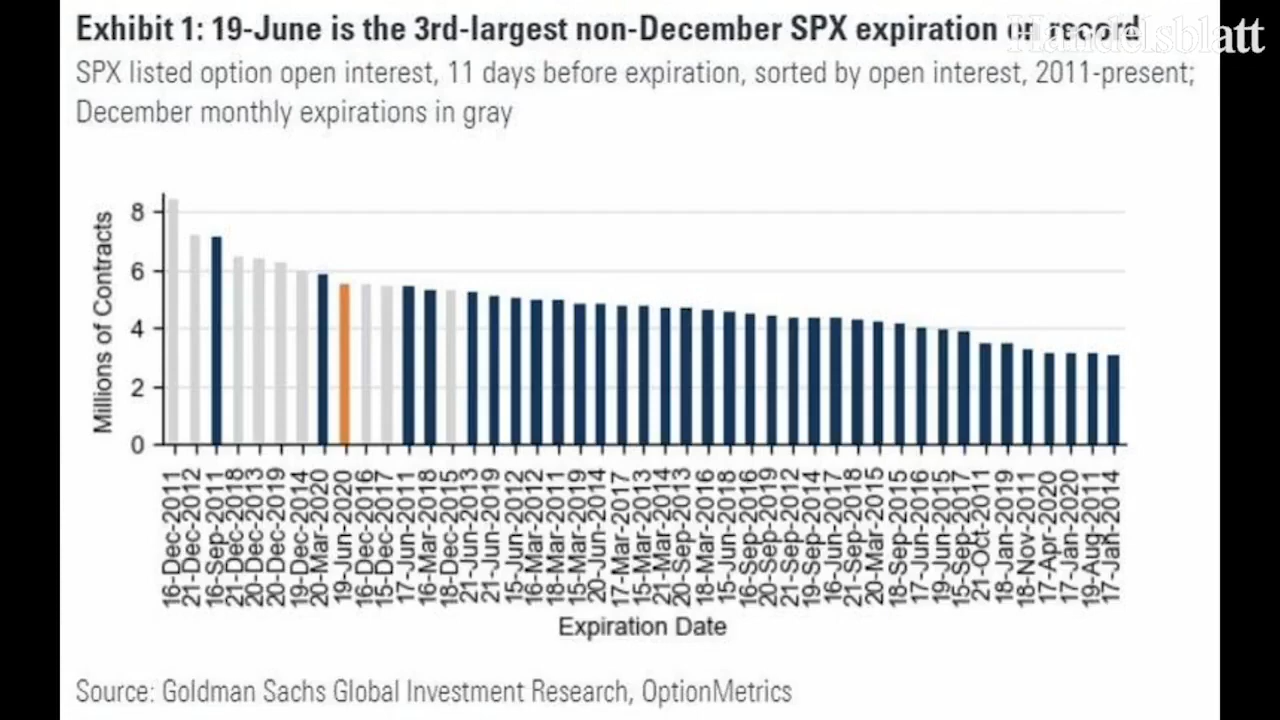 Exhibit 1: 19-June is the 3rd-largest non-December SPX expiration on record
Handelsblatt
SPX listed option open interest, 11 days before expiration, sorted by open interest, 2011-present;
December monthly expirations in gray
Millions of Contracts
8
6
4
2
0
16-Dec-2011
21-Dec-2012
16-Sep-2011
21-Dec-2018
20-Dec-2013
20-Dec-2019
19-Dec-2014
20-Mar-2020
19-Jun-2020
16-Dec-2016
15-Dec-2017
17-Jun-2011
16-Mar-2018
18-Dec-2015
21-Jun-2013
21-Jun-2019
15-Jun-2012
16-Mar-2012
18-Mar-2011
15-Mar-2019
20-Jun-2014
17-Mar-2017
15-Mar-2013
21-Mar-2014
20-Sep-2013
18-Mar-2016
15-Jun-2018
16-Sep-2016
20-Sep-2019
21-Sep-2012
19-Sep-2014
16-Jun-2017
21-Sep-2018
20-Mar-2015
18-Sep-2015
17-Jun-2016
19-Jun-2015
15-Sep-2017
21-Oct-2011
18-Jan-2019
18-Nov-2011
17-Apr-2020
17-Jan-2020
19-Aug-2011
17-Jan-2014
Expiration Date
Source: Goldman Sachs Global Investment Research, OptionMetrics